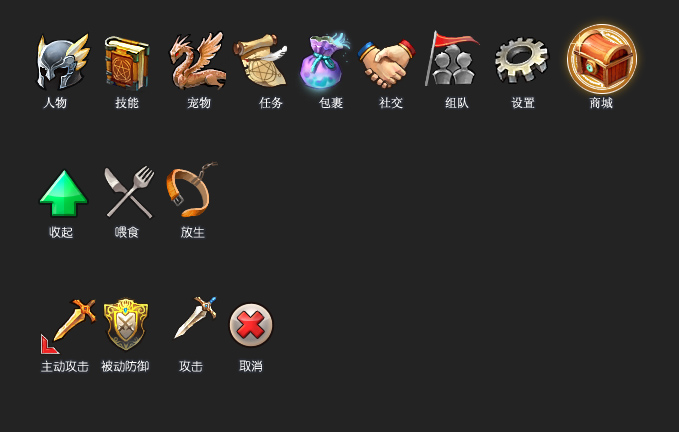 人物 技能 宠物 任务 包裹 社交 组队 设置 商城
收起 喂食 放生
主动攻击 被动防御 攻击 取消